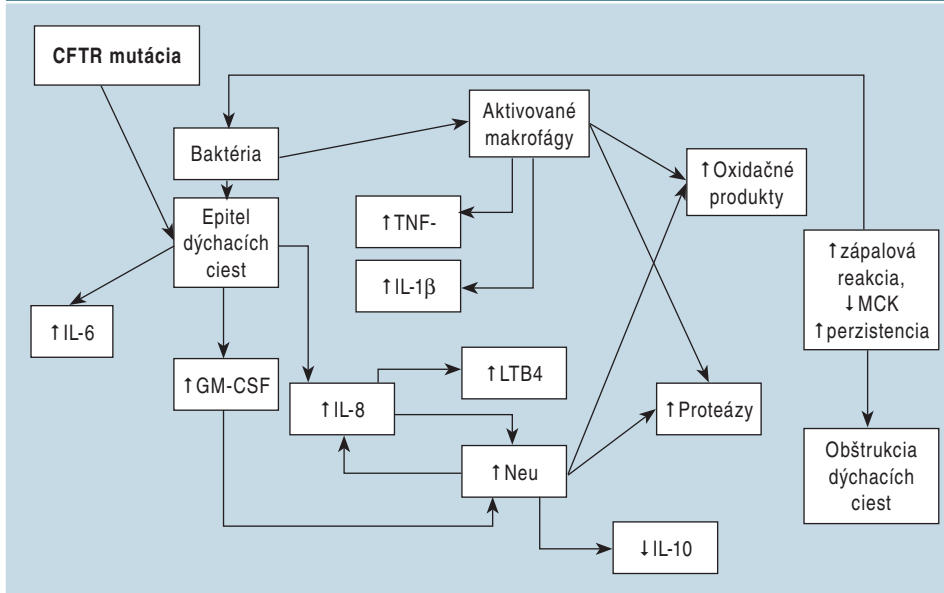 CFTR mutácia
Baktéria
Aktivované
makrofágy
↑Oxidačné
produkty
Epitel
dýchacích
ciest
↑TNF-
↑IL-1β
↑IL-6
↑zápalová
reakcia,
↓MCK
↑perzistencia
↑GM-CSF
↑IL-8
↑LTB4
↑Proteázy
↑Neu
Obštrukcia
dýchacích
ciest
↓IL-10